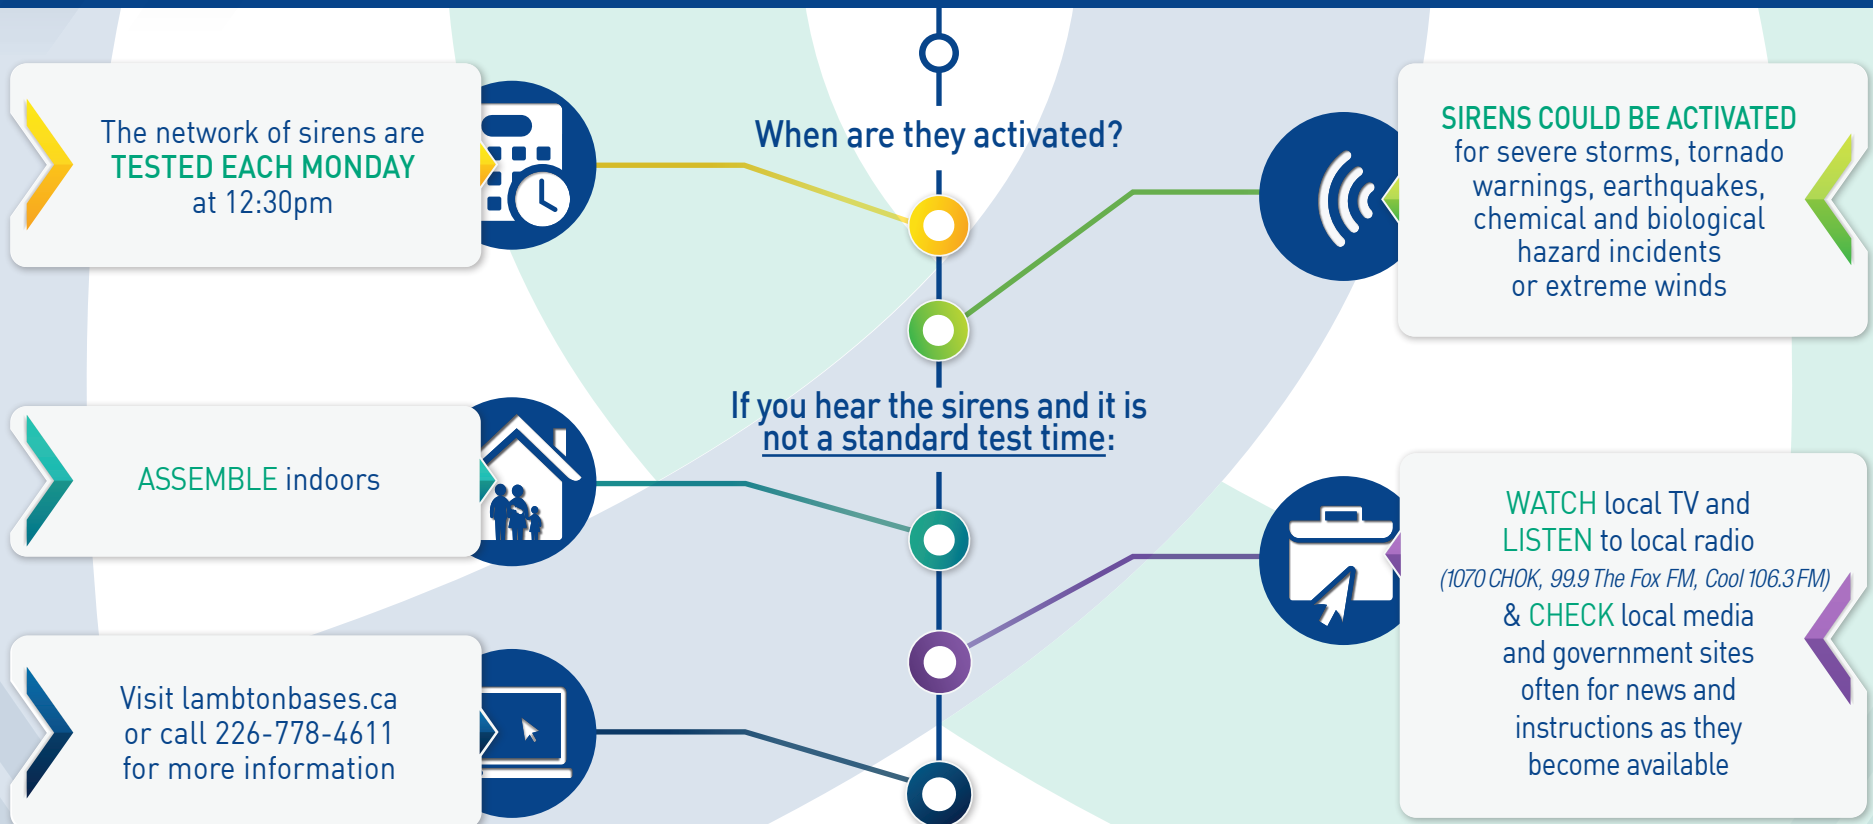 When are they activated?
The network of sirens are
TESTED EACH MONDAY
at 12:30pm
SIRENS COULD BE ACTIVATED
for severe storms, tornado
warnings, earthquakes,
chemical and biological
hazard incidents
or extreme winds
If you hear the sirens and it is
not a standard test time:
ASSEMBLE indoors
WATCH local TV and
LISTEN to local radio
(1070 CHOK, 99.9 The Fox FM, Cool 106.3 FM)
& CHECK local media
and government sites
often for news and
instructions as they
become available
Visit lambtonbases.ca
or call 226-778-4611
for more information